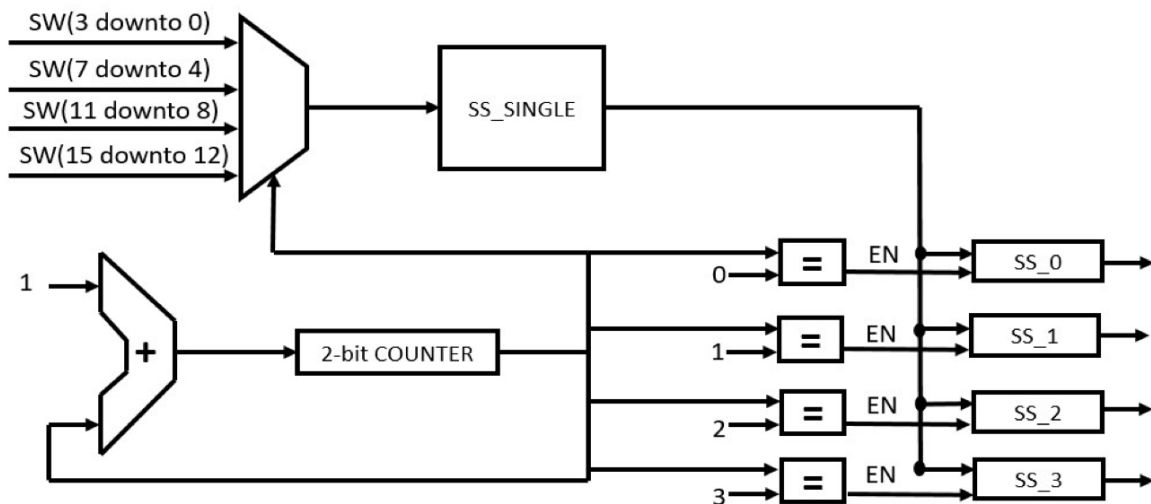 SW(3 downto 0)
SW(7 downto 4)
SW(11 downto 8)
SW(15 downto 12)
SS_SINGLE
1
+
2-bit COUNTER
0
=
EN
SS_0
1
=
EN
SS_1
2
=
EN
SS_2
3
=
EN
SS_3